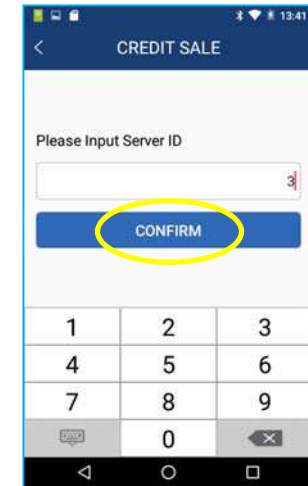 13:41
CREDIT SALE
Please Input Server ID
3
CONFIRM
1 2 3
4 5 6
7 8 9
0